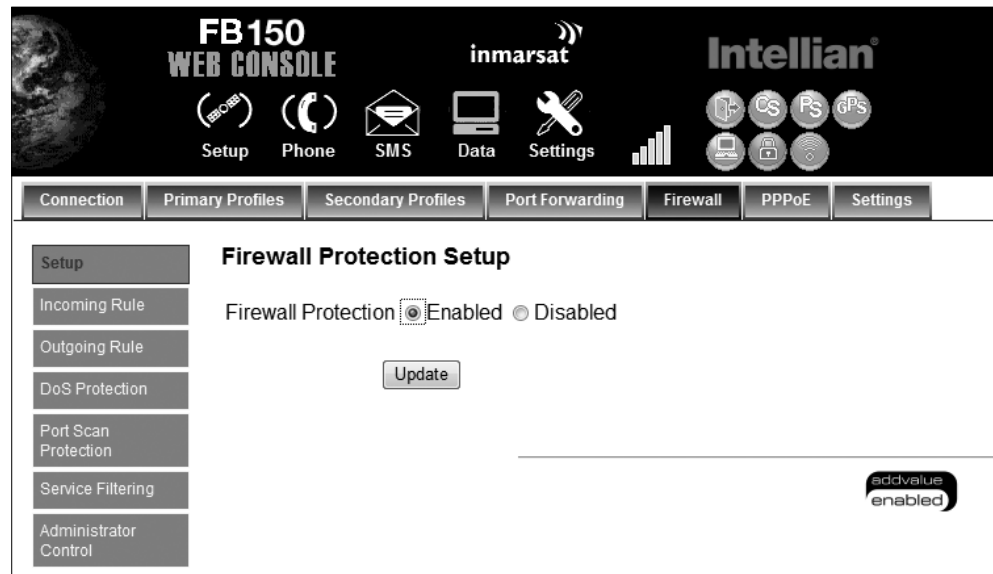 FB150
WEB CONSOLE
inmarsat
Intellian
Setup
Phone
SMS
Data
Settings
CS
PS
GPS
Connection
Primary Profiles
Secondary Profiles
Port Forwarding
Firewall
PPPoE
Settings
Setup
Incoming Rule
Outgoing Rule
DoS Protection
Port Scan
Protection
Service Filtering
Administrator
Control
Firewall Protection Setup
Firewall Protection Enabled Disabled
Update
addvalue
enabled